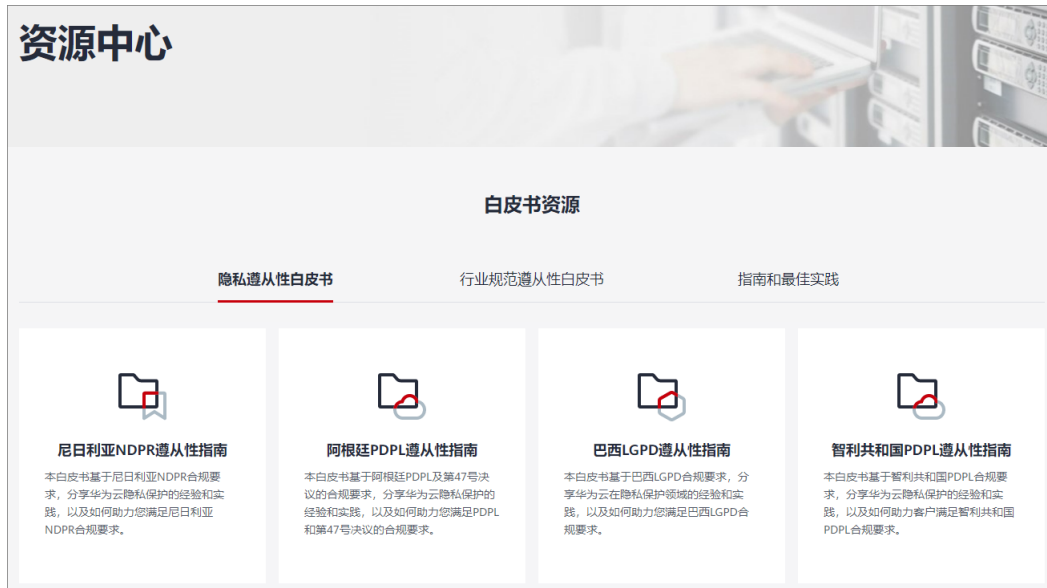 资源中心
白皮书资源
隐私遵从性白皮书
行业规范遵从性白皮书
指南和最佳实践
尼日利亚NDPR遵从性指南
本白皮书基于尼日利亚NDPR合规要
求，分享华为云隐私保护的经验和实
践，以及如何助力您满足尼日利亚
NDPR合规要求。
阿根廷PDPL遵从性指南
本白皮书基于阿根廷PDPL及第47号决
议的合规要求，分享华为云隐私保护的
经验和实践，以及如何助力您满足PDPL
和第47号决议的合规要求。
巴西LGPD遵从性指南
本白皮书基于巴西LGPD合规要求，分
享华为云在隐私保护领域的经验和实
践，以及如何助力您满足巴西LGPD合
规要求。
智利共和国PDPL遵从性指南
本白皮书基于智利共和国PDPL合规要
求，分享华为云隐私保护的经验和实
践，以及如何助力客户满足智利共和国
PDPL合规要求。